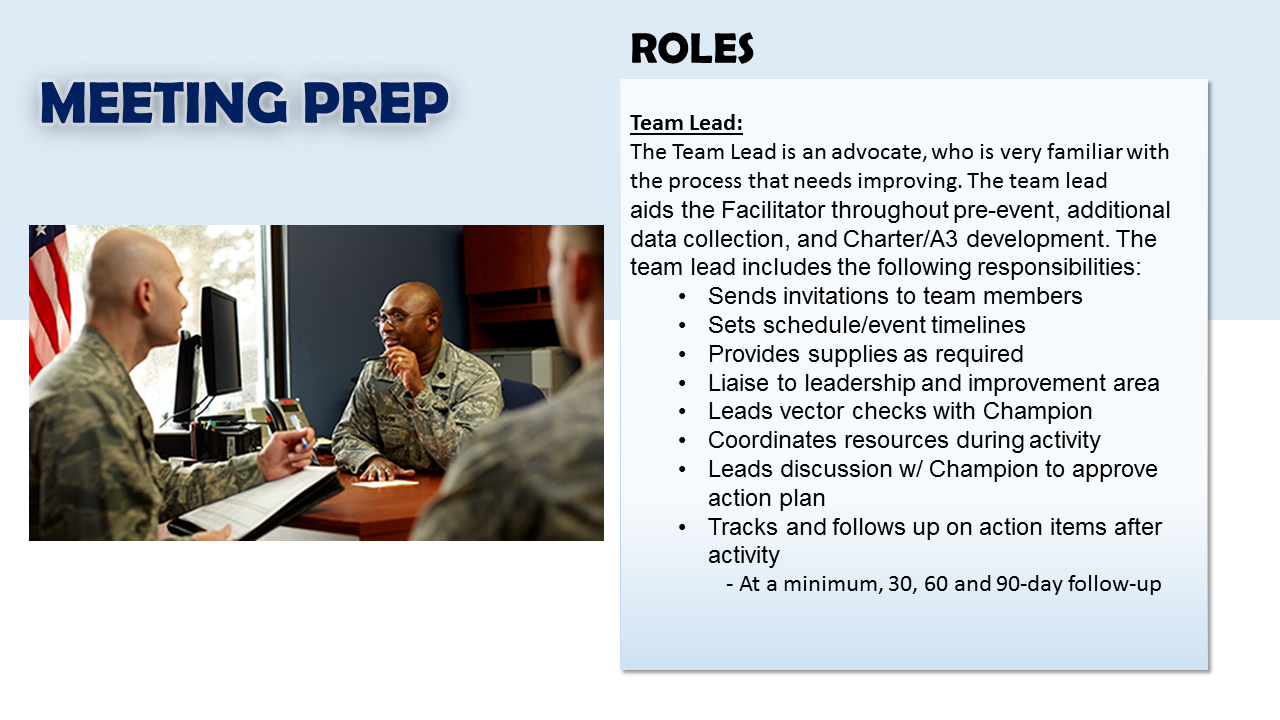 MEETING PREP
ROLES
Team Lead:
The Team Lead is an advocate, who is very familiar with
the process that needs improving. The team lead
aids the Facilitator throughout pre-event, additional
data collection, and Charter/A3 development. The
team lead includes the following responsibilities:
• Sends invitations to team members
• Sets schedule/event timelines
• Provides supplies as required
• Liaise to leadership and improvement area
• Leads vector checks with Champion
• Coordinates resources during activity
• Leads discussion w/ Champion to approve
action plan
• Tracks and follows up on action items after
activity
- At a minimum, 30, 60 and 90-day follow-up